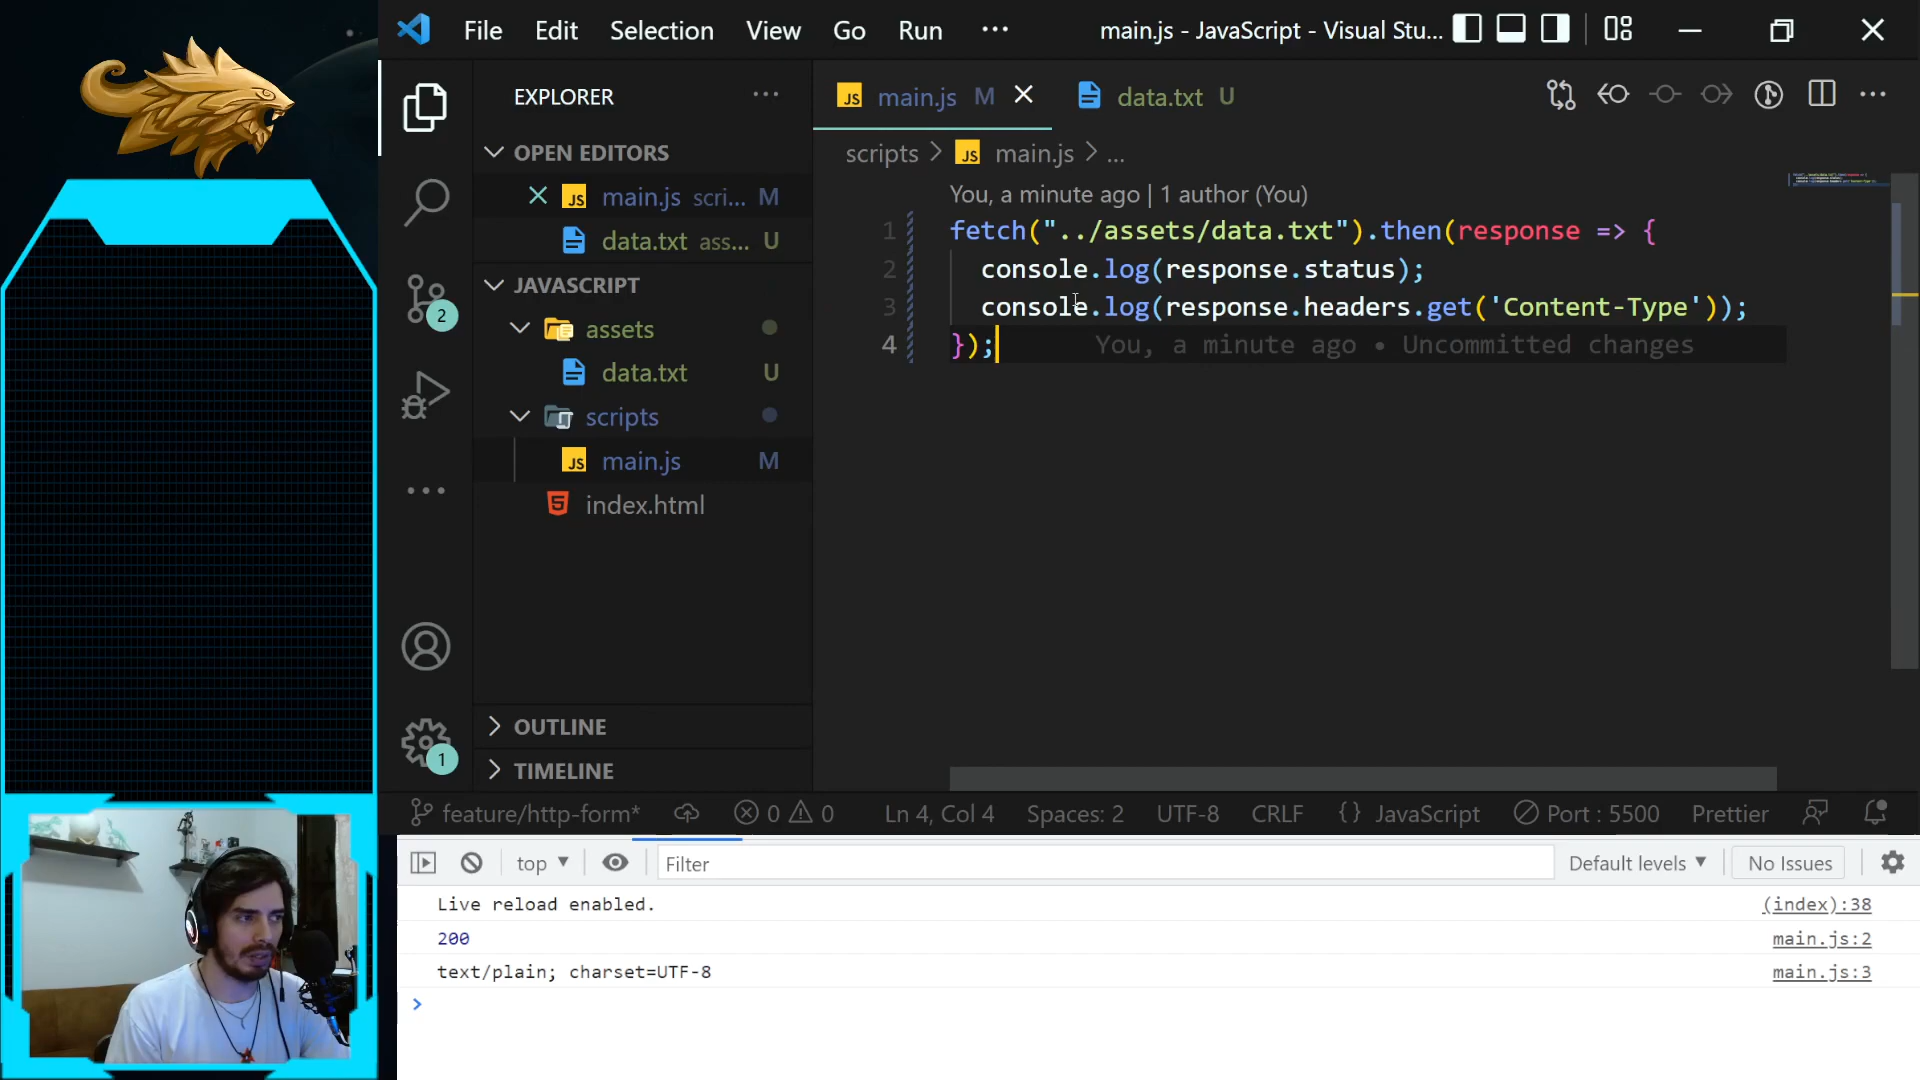 File Edit Selection View Go Run ··· main.js - JavaScript - Visual Stu...
EXPLORER
OPEN EDITORS
main.js scri... M
data.txt ass... U
JAVASCRIPT
assets
data.txt U
scripts
main.js M
index.html
OUTLINE
TIMELINE
2
1
main.js M
data.txt U
scripts > JS main.js > ...
You, a minute ago | 1 author (You)
1 fetch("../assets/data.txt").then(response => {
2 console.log(response.status);
3 console.log(response.headers.get('Content-Type'));
4 }); You, a minute ago • Uncommitted changes
feature/http-form* 0 0 Ln 4, Col 4 Spaces: 2 UTF-8 CRLF {} JavaScript Port : 5500 Prettier
top Filter Default levels No Issues
Live reload enabled. (index):38
200 main.js:2
text/plain; charset=UTF-8 main.js:3
>